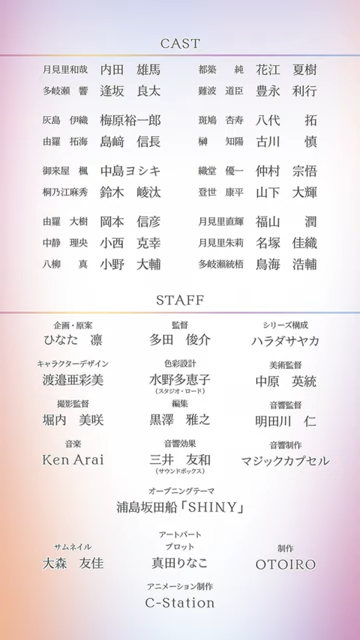 CAST
月見里和哉 内田 雄馬 都築 純 花江 夏樹
多岐瀬 響 逢坂 良太 難波 道臣 豊永 利行
灰島 伊織 梅原裕一郎 斑鳩 杏寿 八代 拓
由羅 拓海 島﨑 信長 榊 知陽 古川 慎
御来屋 楓 中島ヨシキ 織堂 優一 仲村 宗悟
桐乃江麻秀 鈴木 崚汰 登世 康平 山下 大輝
由羅 大樹 岡本 信彦 月見里直輝 福山 潤
中静 理央 小西 克幸 月見里朱莉 名塚 佳織
八柳 真 小野 大輔 多岐瀬統梧 鳥海 浩輔
STAFF
企画・原案 監督 シリーズ構成
ひなた 凛 多田 俊介 ハラダサヤカ
キャラクターデザイン 色彩設計 美術監督
渡邉亜彩美 水野多恵子 中原 英統
(スタジオ・ロード)
撮影監督 編集 音響監督
堀内 美咲 黒澤 雅之 明田川 仁
音楽 音響効果 音響制作
Ken Arai 三井 友和 マジックカプセル
(サウンドボックス)
オープニングテーマ
浦島坂田船「SHINY」
アートパート
サムネイル プロット 制作
大森 友佳 真田りなこ OTOIRO
アニメーション制作
C-Station